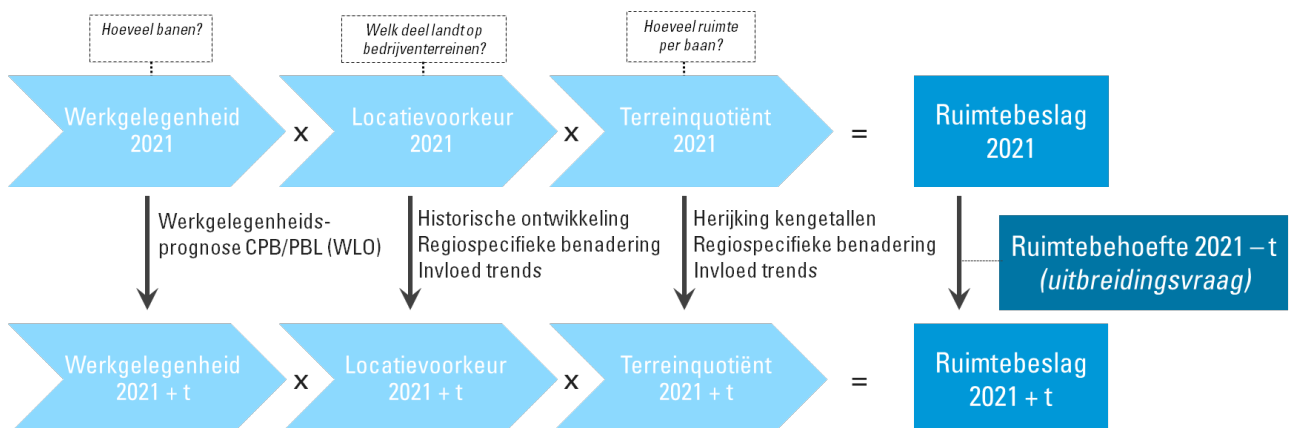 Hoeveel banen?
Welk deel landt op
bedrijventerreinen?
Hoeveel ruimte
per baan?
Werkgelegenheid
2021
x
Locatievoorkeur
2021
x
Terreinquotiënt
2021
=
Ruimtebeslag
2021
Werkgelegenheids-
prognose CPB/PBL (WLO)
Historische ontwikkeling
Regiospecifieke benadering
Invloed trends
Herijking kengetallen
Regiospecifieke benadering
Invloed trends
Ruimtebehoefte 2021 – t
(uitbreidingsvraag)
Werkgelegenheid
2021 + t
x
Locatievoorkeur
2021 + t
x
Terreinquotiënt
2021 + t
=
Ruimtebeslag
2021 + t